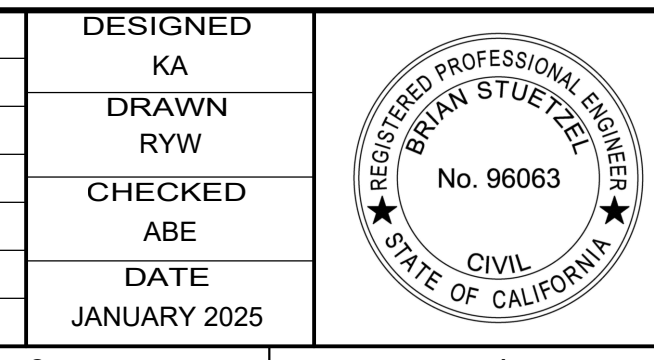 DESIGNED
KA
DRAWN
RYW
CHECKED
ABE
DATE
JANUARY 2025
REGISTERED PROFESSIONAL ENGINEER
BRIAN STUETZEL
No. 96063
CIVIL
STATE OF CALIFORNIA